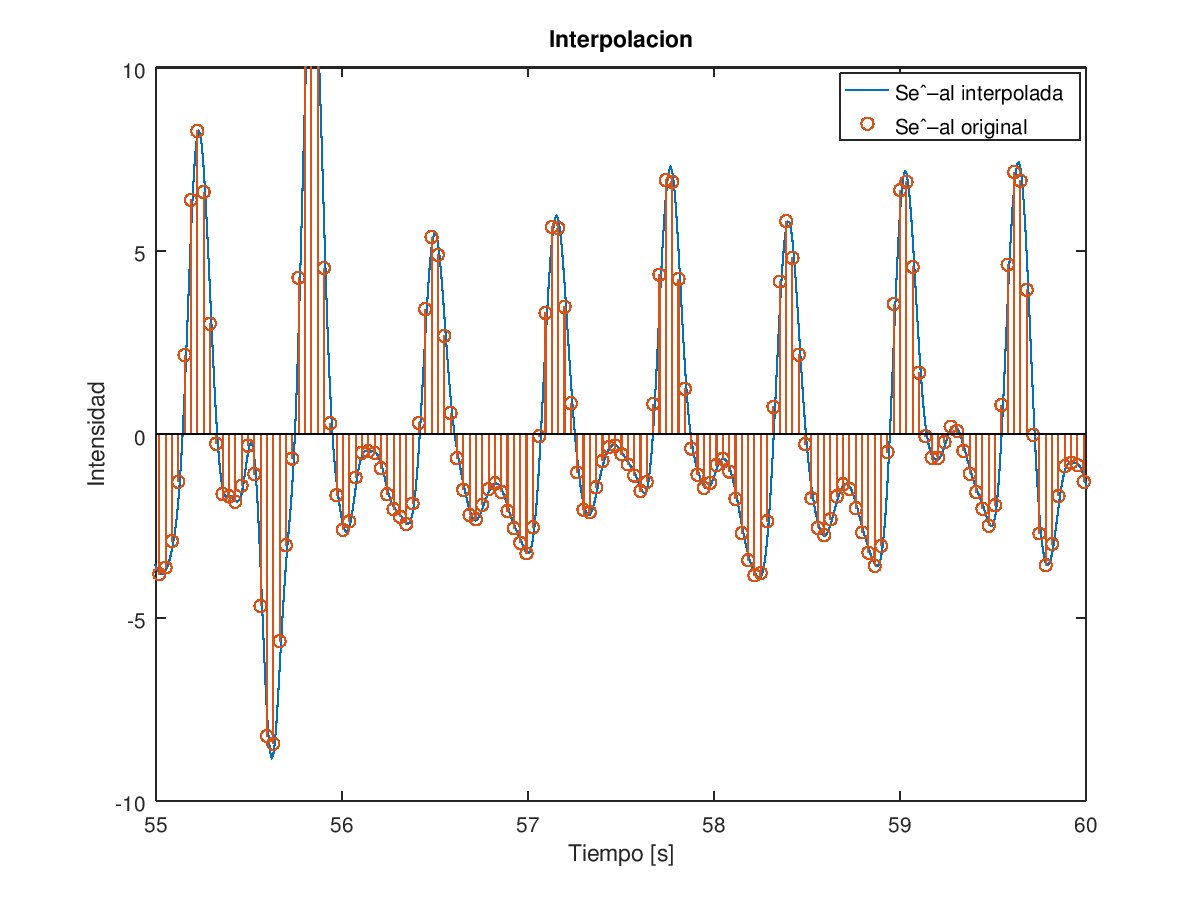 Interpolacion
Seˆ–al interpolada
Seˆ–al original
10
5
0
-5
-10
Intensidad
55
56
57
58
59
60
Tiempo [s]